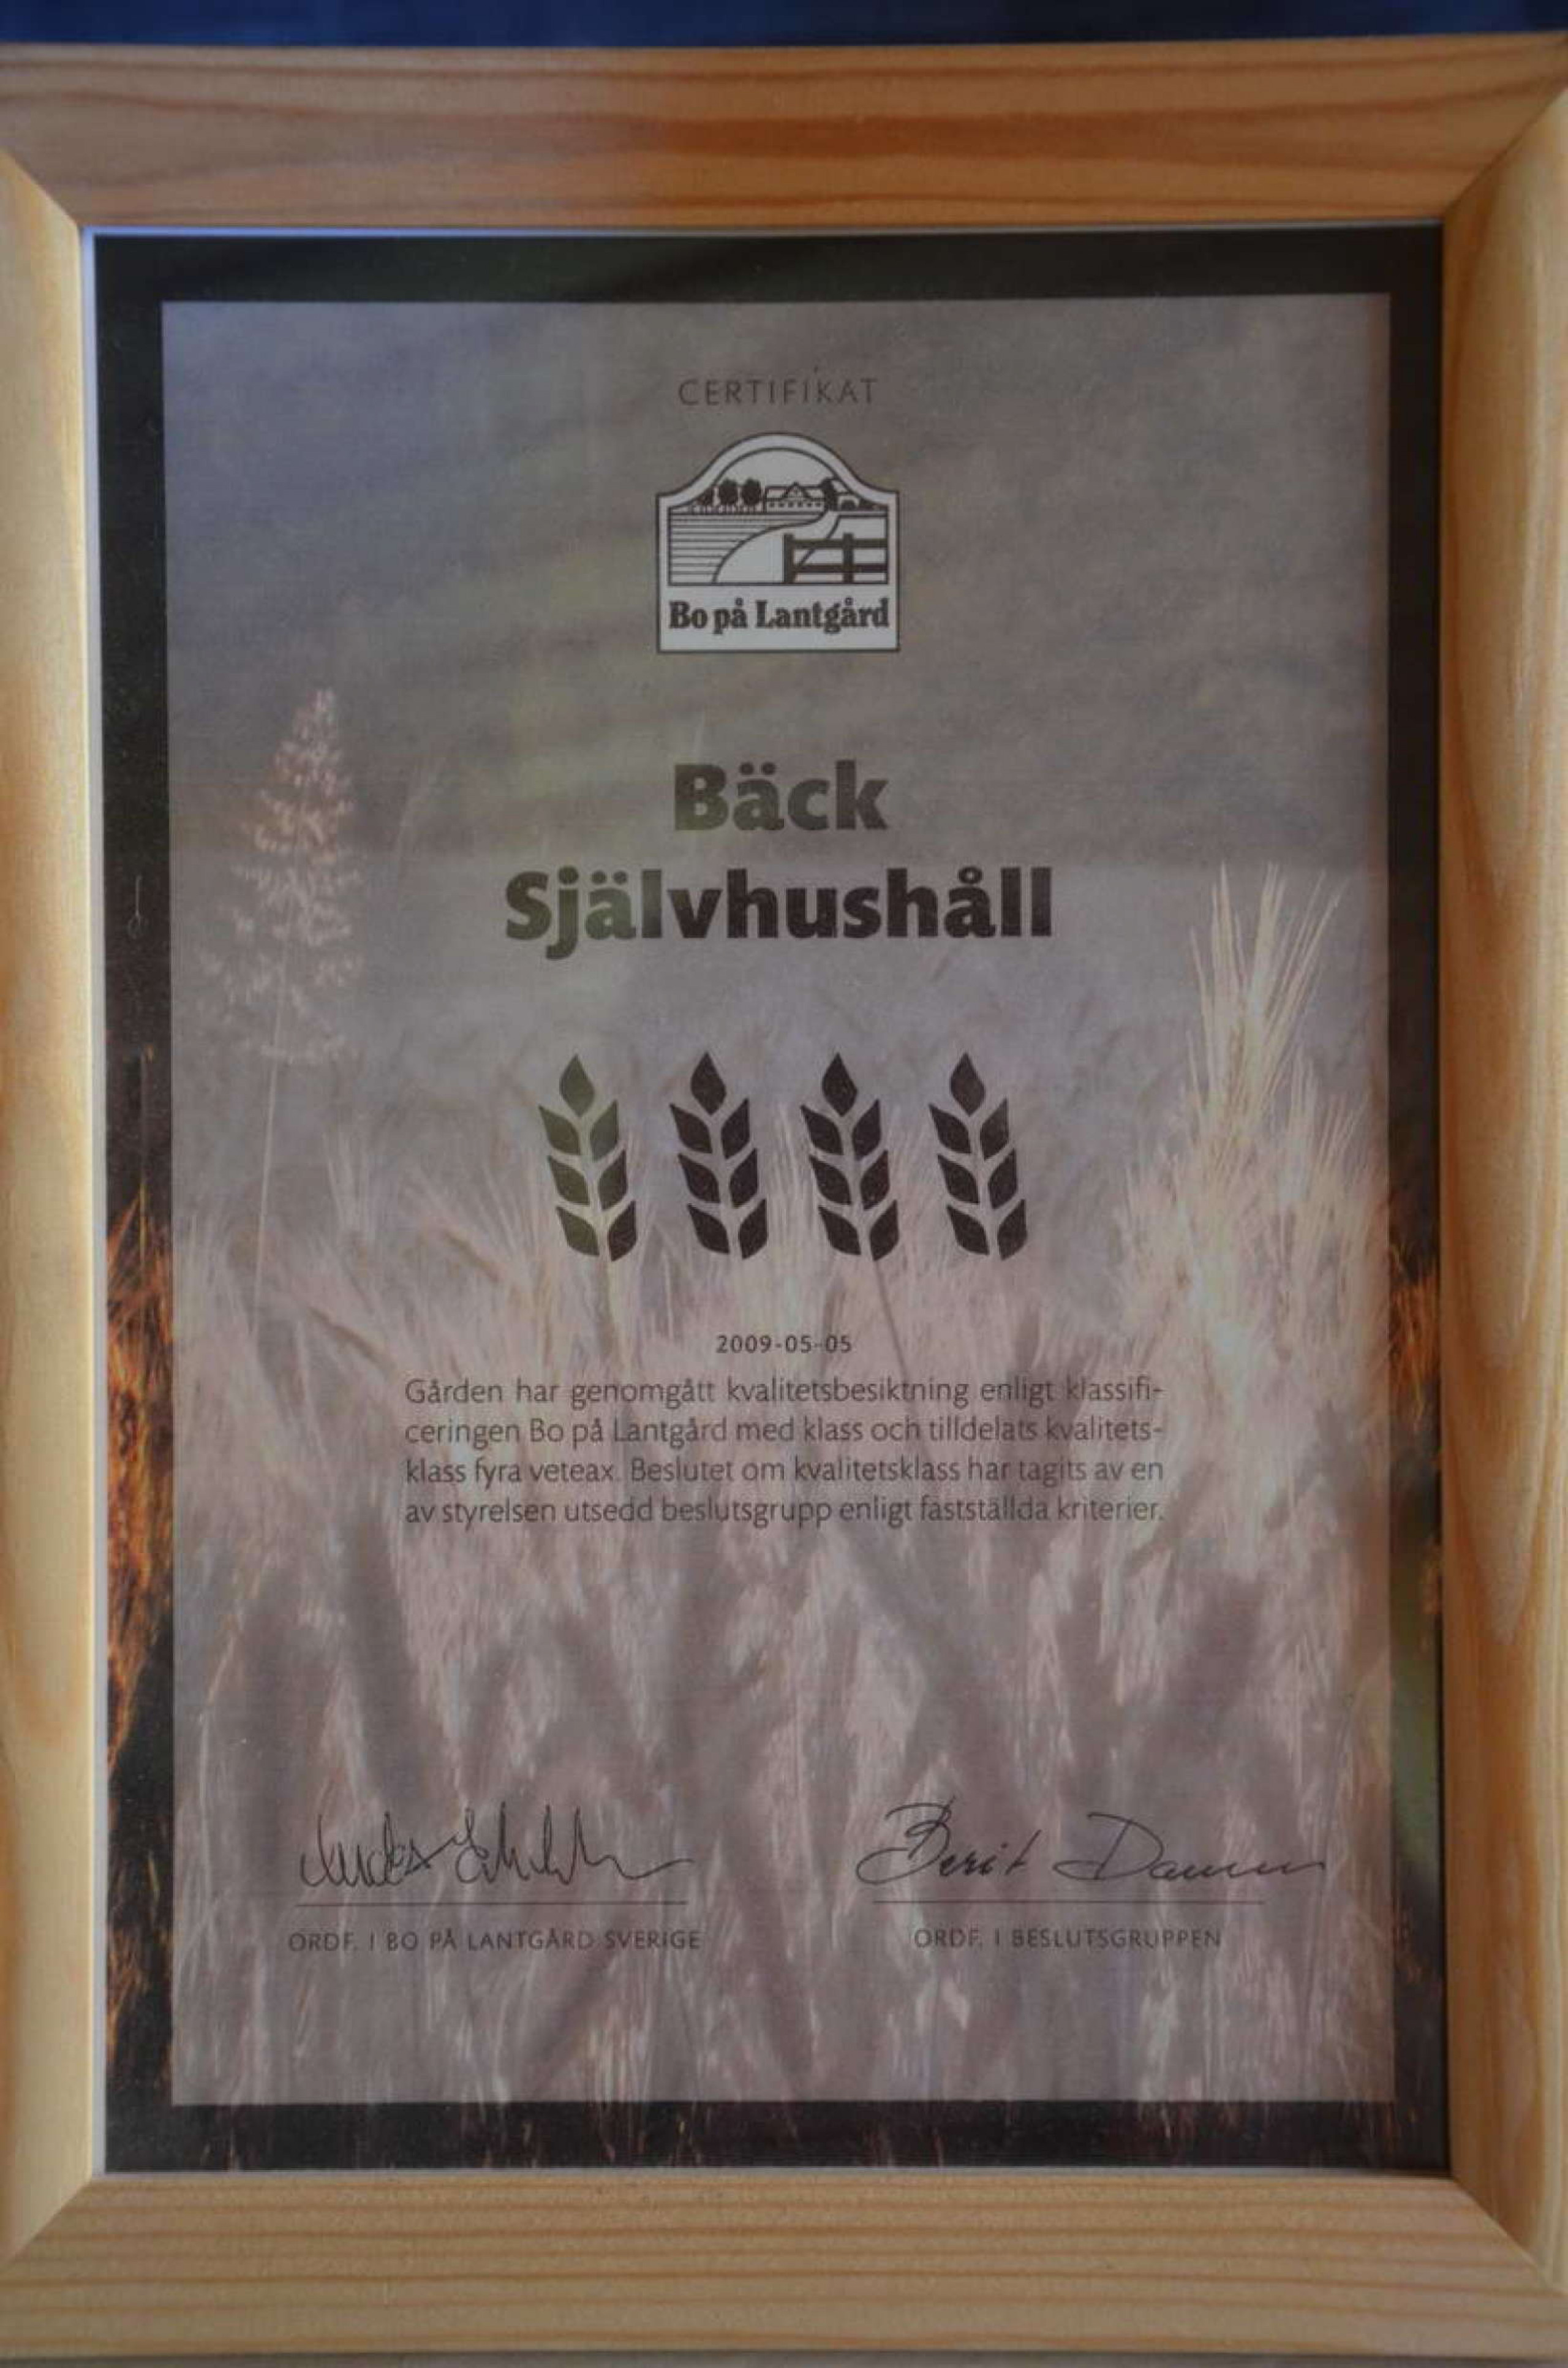 CERTIFIKAT
Bo på Lantgård
Bäck
Självhushåll
2009-05-05
Gården har genomgått kvalitetsbesiktning enligt klassifi-
ceringen Bo på Lantgård med klass och tilldelats kvalitets-
klass fyra veteax. Beslutet om kvalitetsklass har tagits av en
av styrelsen utsedd beslutsgrupp enligt fastställda kriterier.
Berit
ORDF. I BO PÅ LANTGÅRD SVERIGE
ORDF. I BESLUTSGRUPPEN